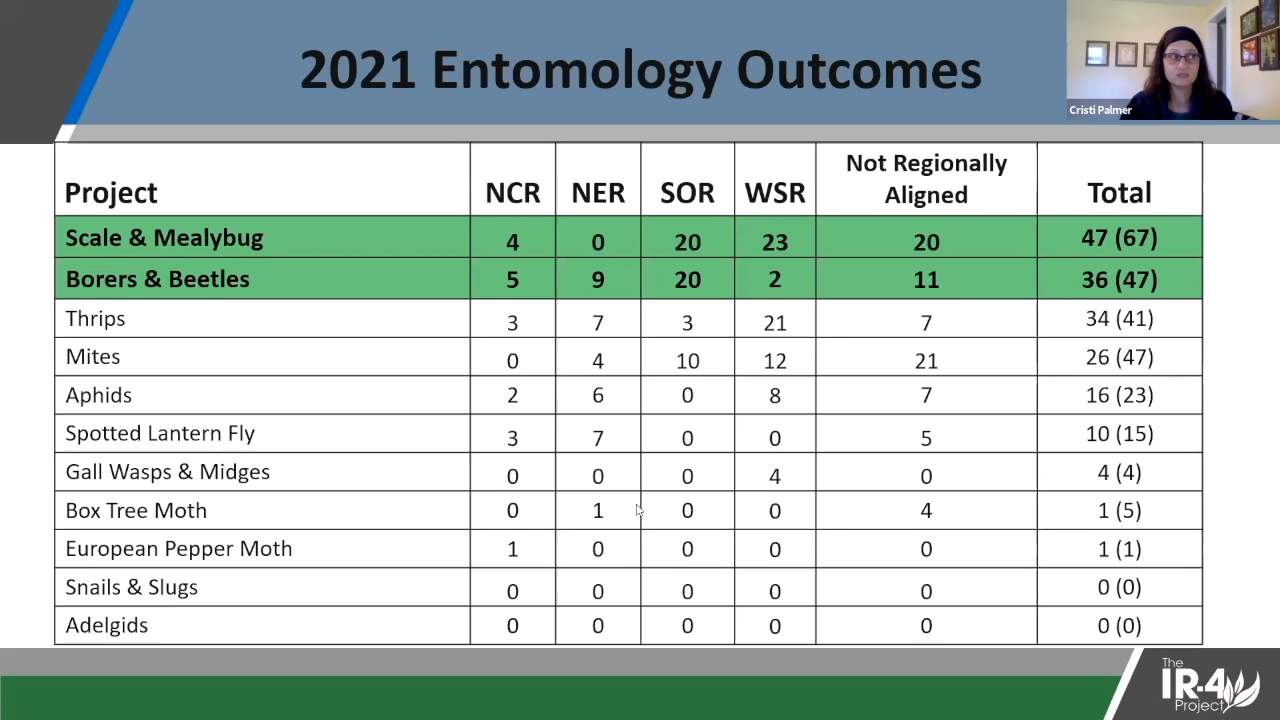 2021 Entomology Outcomes
Cristi Palmer
Project NCR NER SOR WSR Not Regionally Aligned Total
Scale & Mealybug 4 0 20 23 20 47 (67)
Borers & Beetles 5 9 20 2 11 36 (47)
Thrips 3 7 3 21 7 34 (41)
Mites 0 4 10 12 21 26 (47)
Aphids 2 6 0 8 7 16 (23)
Spotted Lantern Fly 3 7 0 0 5 10 (15)
Gall Wasps & Midges 0 0 0 4 0 4 (4)
Box Tree Moth 0 1 0 0 4 1 (5)
European Pepper Moth 1 0 0 0 0 1 (1)
Snails & Slugs 0 0 0 0 0 0 (0)
Adelgids 0 0 0 0 0 0 (0)
The
IR-4
Project